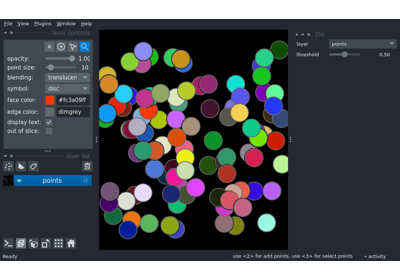 File View Plugins Window Help
layer controls
opacity: 1.00
point size: 10
blending: translucen
symbol: disc
face color: #fc3a09ff
edge color: dimgrey
display text:
out of slice:
layer list
points
layer points
threshold 0.50
Ready
use <2> for add points, use <3> for select points
activity